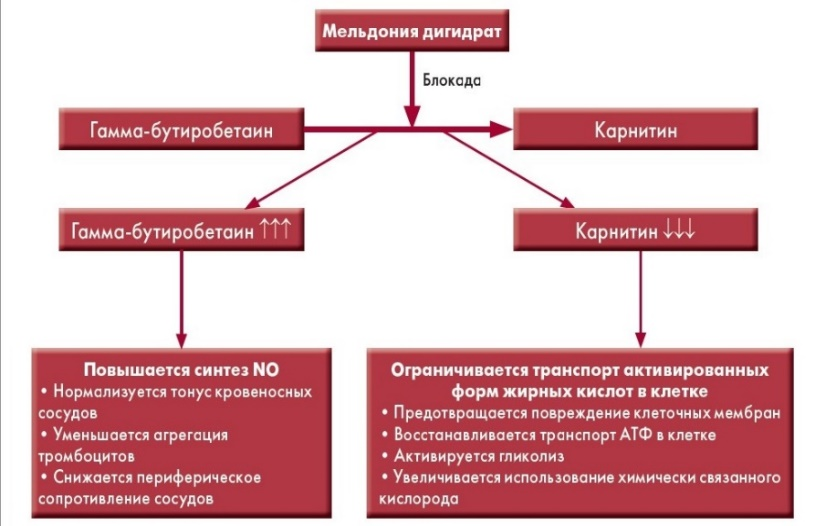 Мельдония дигидрат
Блокада
Гамма-бутиробетаин
Карнитин
Гамма-бутиробетаин ↑↑↑
Карнитин ↓↓↓
Повышается синтез NO
• Нормализуется тонус кровеносных
сосудов
• Уменьшается агрегация
тромбоцитов
• Снижается периферическое
сопротивление сосудов
Ограничивается транспорт активированных
форм жирных кислот в клетке
• Предотвращается повреждение клеточных мембран
• Восстанавливается транспорт АТФ в клетке
• Активируется гликолиз
• Увеличивается использование химически связанного
кислорода